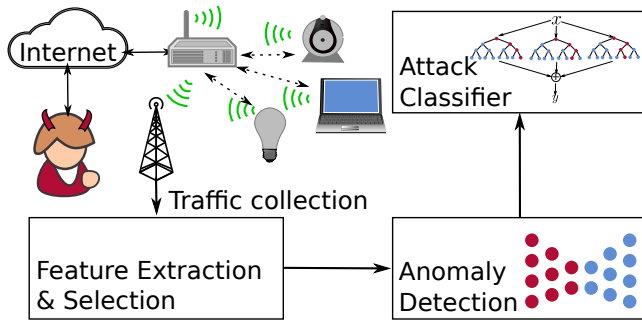 Internet
Attack
Classifier
x
y
Traffic collection
Feature Extraction
& Selection
Anomaly
Detection